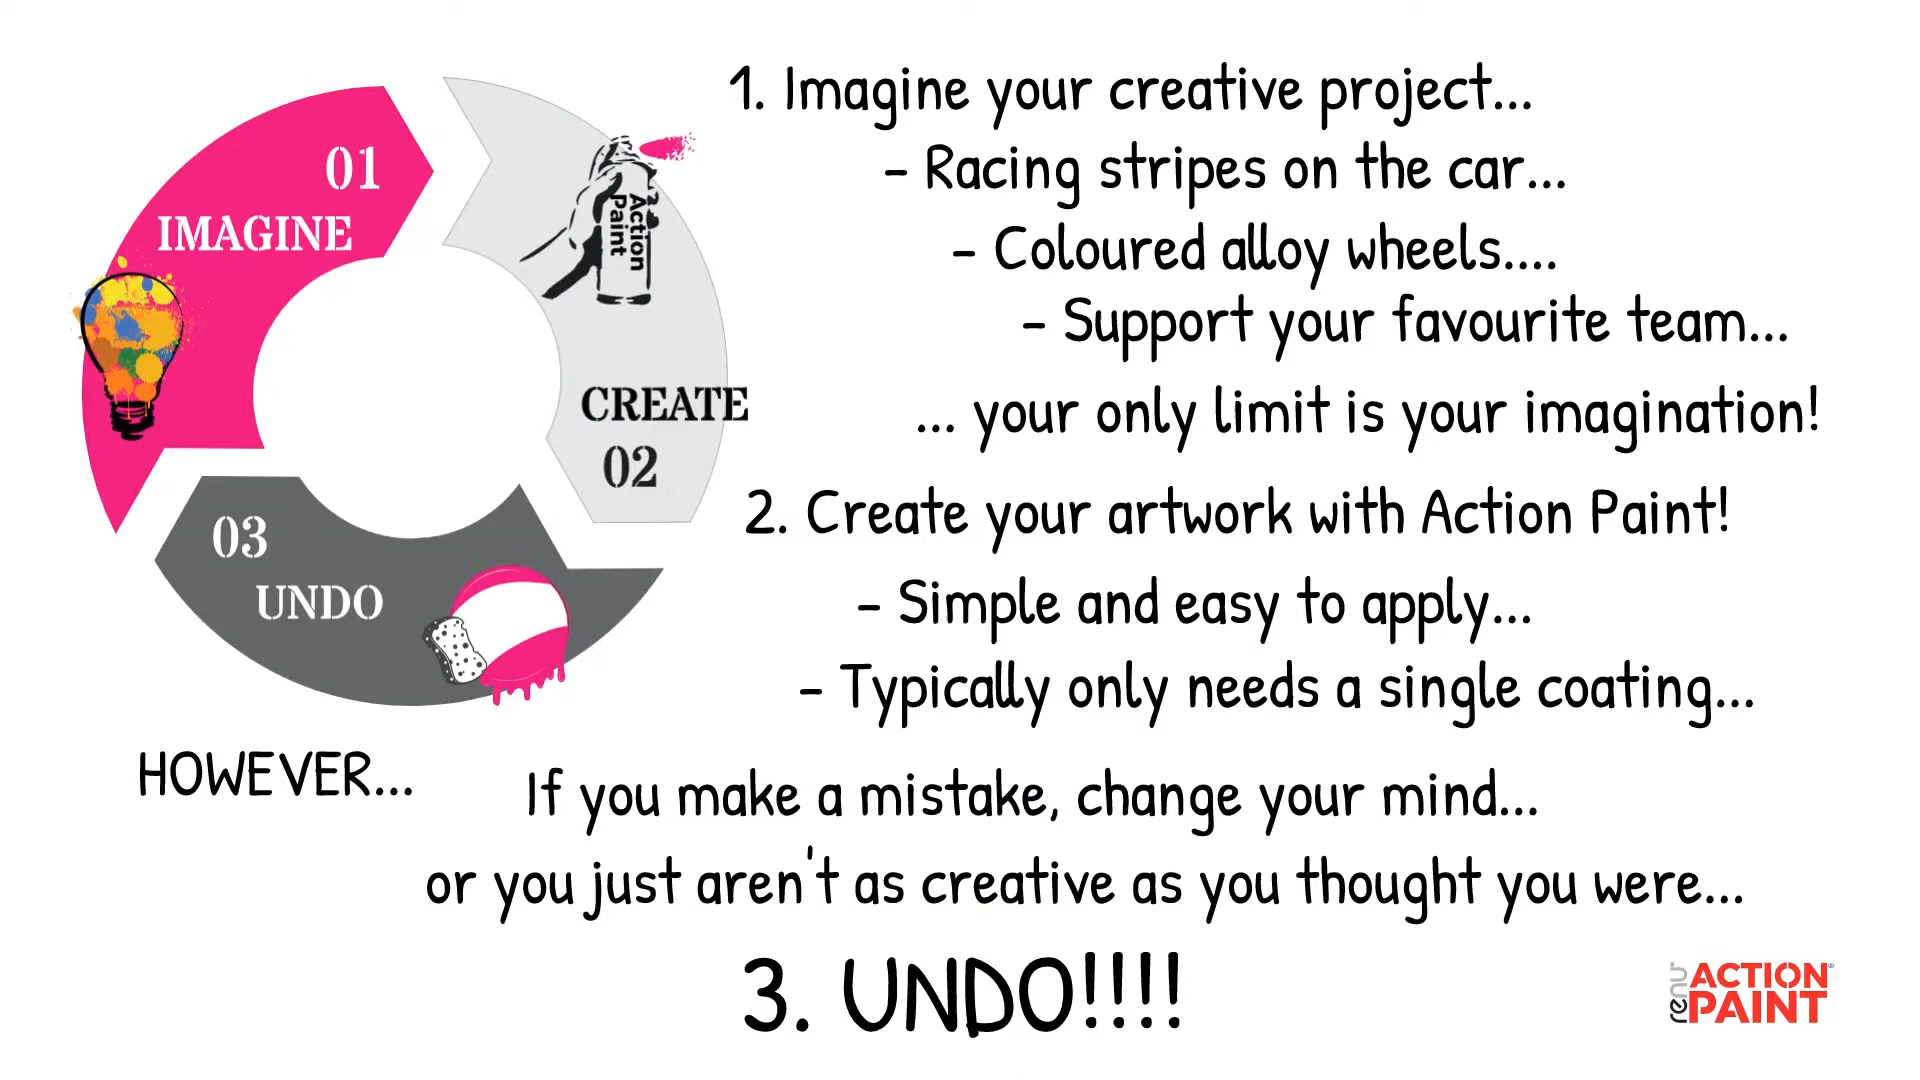 01
IMAGINE
Action
Paint
CREATE
02
03
UNDO
1. Imagine your creative project...
- Racing stripes on the car...
- Coloured alloy wheels....
- Support your favourite team...
... your only limit is your imagination!
2. Create your artwork with Action Paint!
- Simple and easy to apply...
- Typically only needs a single coating...
HOWEVER...
If you make a mistake, change your mind...
or you just aren't as creative as you thought you were...
3. UNDO!!!!
renu
ACTION®
PAINT